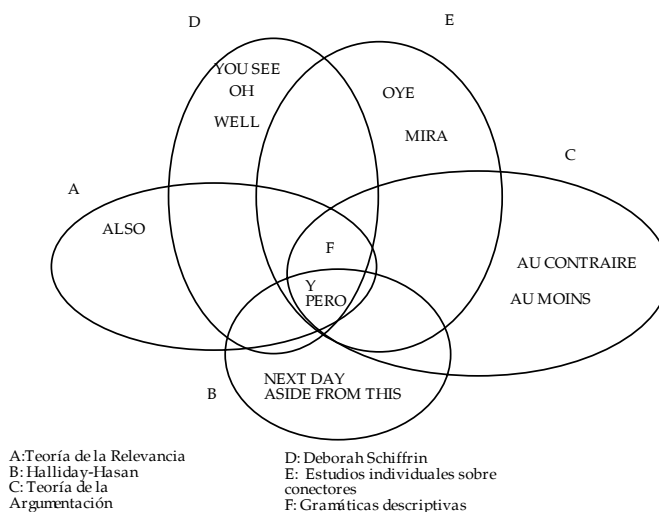 D
E
YOU SEE
OH
WELL
OYE
MIRA
C
A
ALSO
F
AU CONTRAIRE
Y
PERO
AU MOINS
B
NEXT DAY
ASIDE FROM THIS
A:Teoría de la Relevancia
B: Halliday-Hasan
C: Teoría de la
Argumentación
D: Deborah Schiffrin
E: Estudios individuales sobre
conectores
F: Gramáticas descriptivas